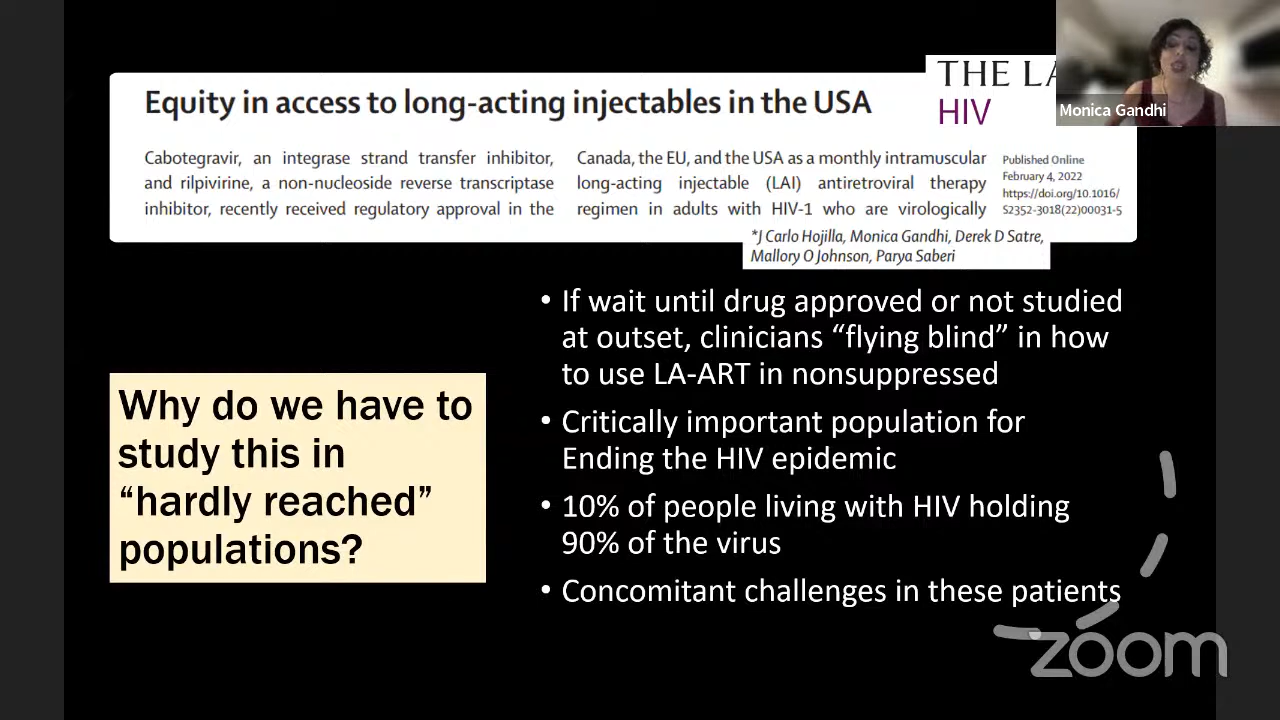 Equity in access to long-acting injectables in the USA
THE LA
HIV
Monica Gandhi
Cabotegravir, an integrase strand transfer inhibitor,
and rilpivirine, a non-nucleoside reverse transcriptase
inhibitor, recently received regulatory approval in the
Canada, the EU, and the USA as a monthly intramuscular
long-acting injectable (LAI) antiretroviral therapy
regimen in adults with HIV-1 who are virologically
Published Online
February 4, 2022
https://doi.org/10.1016/
S2352-3018(22)00031-5
*J Carlo Hojilla, Monica Gandhi, Derek D Satre,
Mallory O Johnson, Parya Saberi
Why do we have to
study this in
“hardly reached”
populations?
• If wait until drug approved or not studied
at outset, clinicians “flying blind” in how
to use LA-ART in nonsuppressed
• Critically important population for
Ending the HIV epidemic
• 10% of people living with HIV holding
90% of the virus
• Concomitant challenges in these patients
zoom